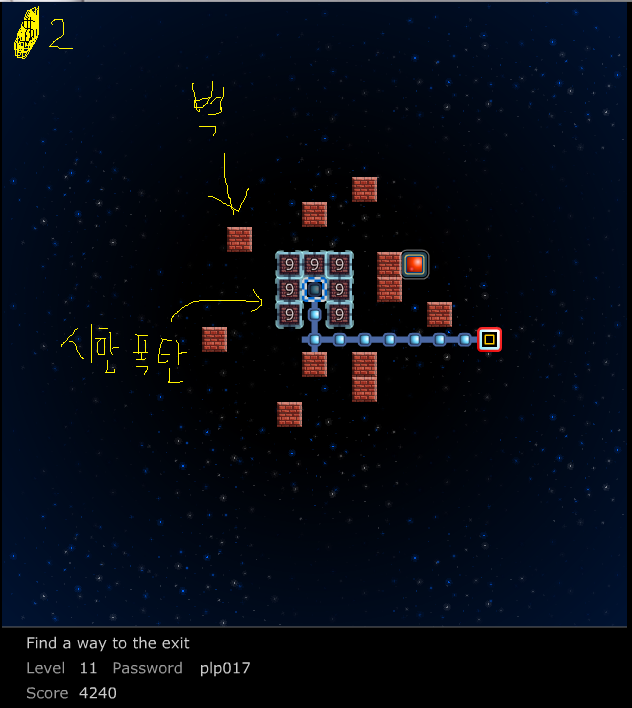 2
벽
9 9 9
9 9
9 9
시한 폭탄
Find a way to the exit
Level 11 Password plp017
Score 4240